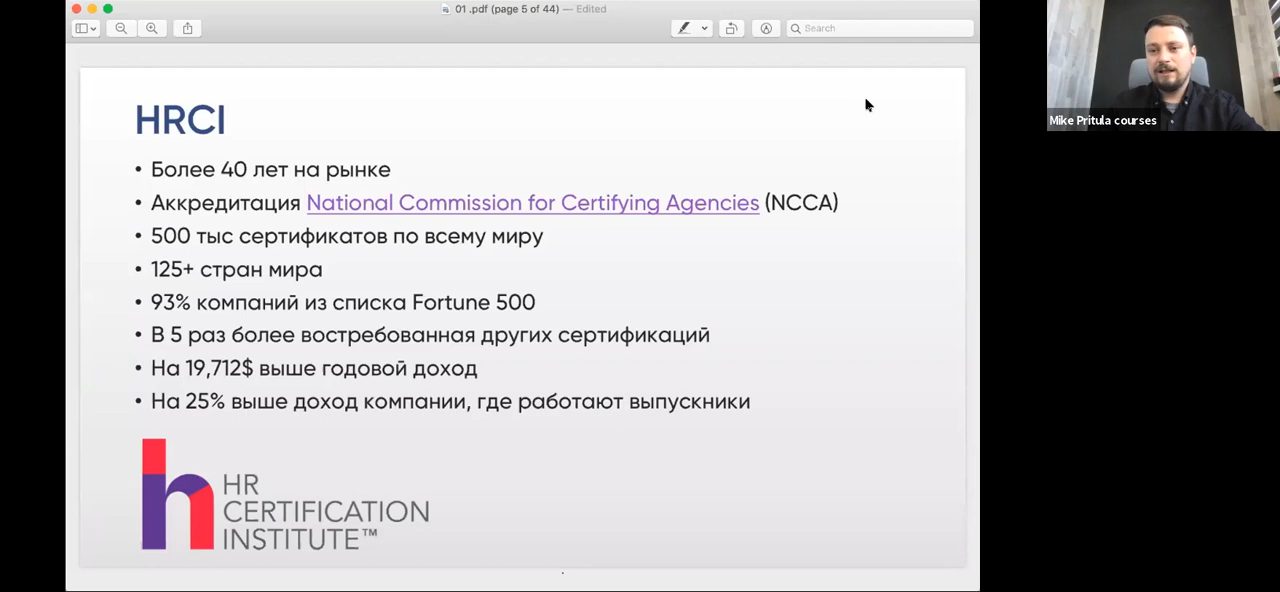 01 .pdf (page 5 of 44) — Edited
Search
HRCI
• Более 40 лет на рынке
• Аккредитация National Commission for Certifying Agencies (NCCA)
• 500 тыс сертификатов по всему миру
• 125+ стран мира
• 93% компаний из списка Fortune 500
• В 5 раз более востребованная других сертификаций
• На 19,712$ выше годовой доход
• На 25% выше доход компании, где работают выпускники
HR
CERTIFICATION
INSTITUTE™
Mike Pritula courses